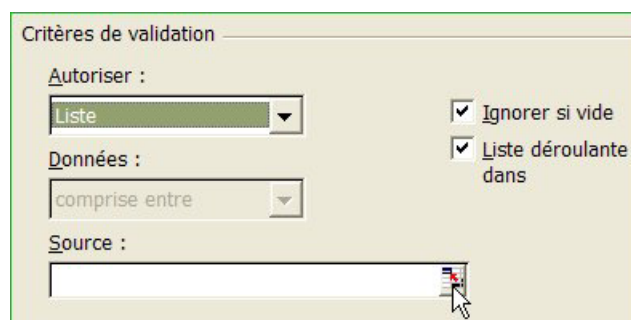 Critères de validation
Autoriser :
Liste
Ignorer si vide
Données :
Liste déroulante
dans
comprise entre
Source :